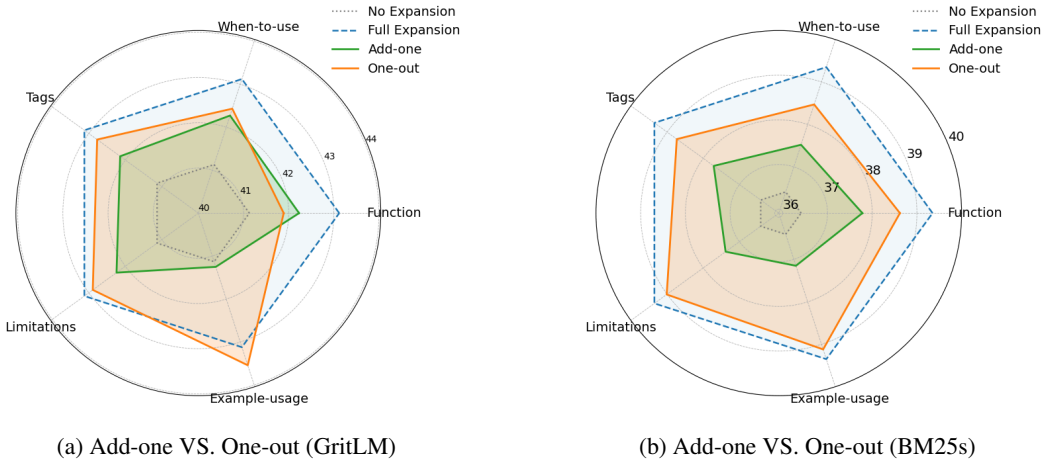 No Expansion
Full Expansion
Add-one
One-out
When-to-use
Tags
Function
Limitations
Example-usage
40
41
42
43
44
(a) Add-one VS. One-out (GritLM)
No Expansion
Full Expansion
Add-one
One-out
When-to-use
Tags
Function
Limitations
Example-usage
36
37
38
39
40
(b) Add-one VS. One-out (BM25s)